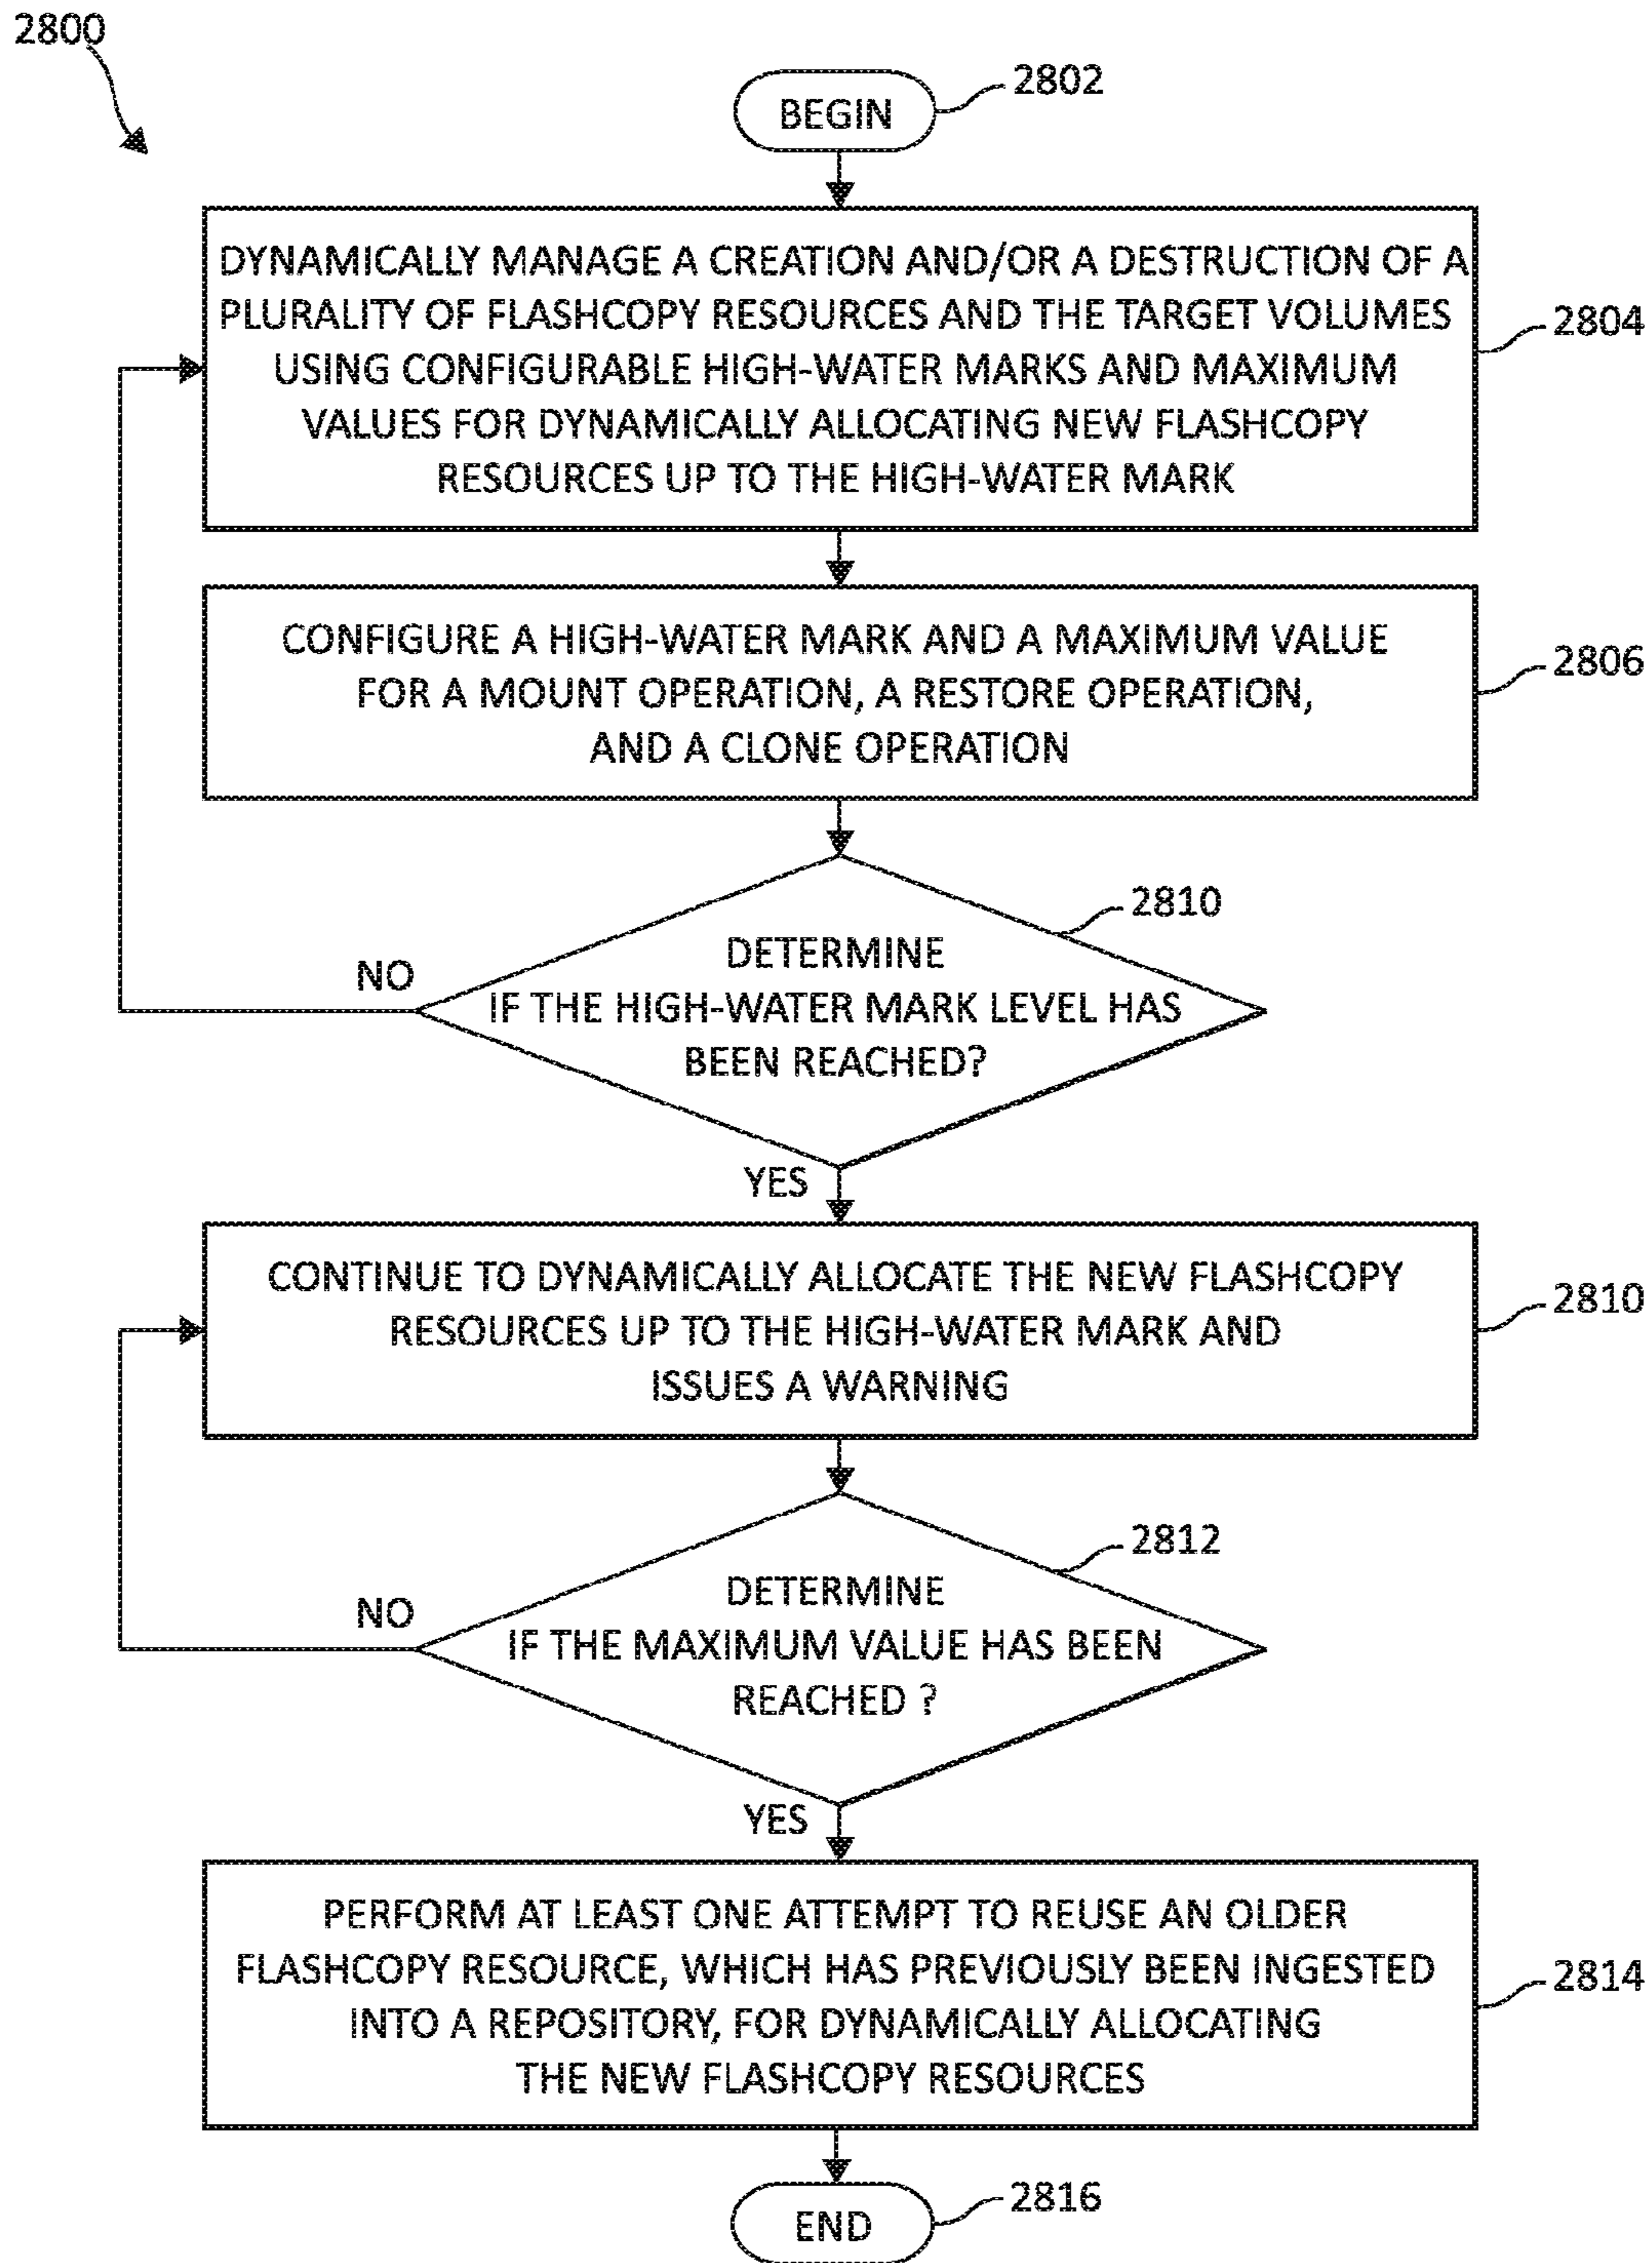 2800
BEGIN
2802
DYNAMICALLY MANAGE A CREATION AND/OR A DESTRUCTION OF A
PLURALITY OF FLASHCOPY RESOURCES AND THE TARGET VOLUMES
USING CONFIGURABLE HIGH-WATER MARKS AND MAXIMUM
VALUES FOR DYNAMICALLY ALLOCATING NEW FLASHCOPY
RESOURCES UP TO THE HIGH-WATER MARK
2804
CONFIGURE A HIGH-WATER MARK AND A MAXIMUM VALUE
FOR A MOUNT OPERATION, A RESTORE OPERATION,
AND A CLONE OPERATION
2806
2810
DETERMINE
IF THE HIGH-WATER MARK LEVEL HAS
BEEN REACHED?
NO
YES
CONTINUE TO DYNAMICALLY ALLOCATE THE NEW FLASHCOPY
RESOURCES UP TO THE HIGH-WATER MARK AND
ISSUES A WARNING
2810
2812
DETERMINE
IF THE MAXIMUM VALUE HAS BEEN
REACHED ?
NO
YES
PERFORM AT LEAST ONE ATTEMPT TO REUSE AN OLDER
FLASHCOPY RESOURCE, WHICH HAS PREVIOUSLY BEEN INGESTED
INTO A REPOSITORY, FOR DYNAMICALLY ALLOCATING
THE NEW FLASHCOPY RESOURCES
2814
END
2816